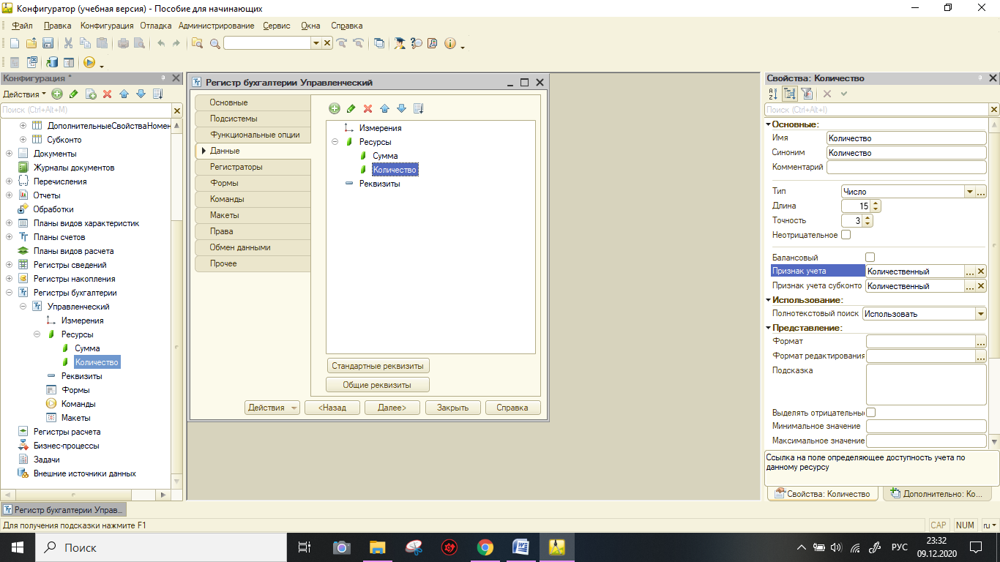 Конфигуратор (учебная версия) - Пособие для начинающих
Файл Правка Конфигурация Отладка Администрирование Сервис Окна Справка
Конфигурация *
Действия
Поиск (Ctrl+Alt+M)
ДополнительныеСвойстваНомен
Субконто
Документы
Журналы документов
Перечисления
Отчеты
Обработки
Планы видов характеристик
Планы счетов
Планы видов расчета
Регистры сведений
Регистры накопления
Регистры бухгалтерии
Управленческий
Измерения
Ресурсы
Сумма
Количество
Реквизиты
Формы
Команды
Макеты
Регистры расчета
Бизнес-процессы
Задачи
Внешние источники данных
Регистр бухгалтерии Управленческий
Основные
Подсистемы
Функциональные опции
Данные
Регистраторы
Формы
Команды
Макеты
Права
Обмен данными
Прочее
Измерения
Ресурсы
Сумма
Количество
Реквизиты
Стандартные реквизиты
Общие реквизиты
Действия <Назад Далее> Закрыть Справка
Свойства: Количество
Поиск (Ctrl+Alt+I)
Основные:
Имя Количество
Синоним Количество
Комментарий
Тип Число
Длина 15
Точность 3
Неотрицательное
Балансовый
Признак учета Количественный
Признак учета субконто Количественный
Использование:
Полнотекстовый поиск Использовать
Представление:
Формат
Формат редактирования
Подсказка
Выделять отрицательны
Минимальное значение
Максимальное значение
Ссылка на поле определяющее доступность учета по
данному ресурсу
Свойства: Количество Дополнительно: Ко...
Регистр бухгалтерии Управ...
Для получения подсказки нажмите F1 CAP NUM ru
Поиск РУС 23:32
09.12.2020